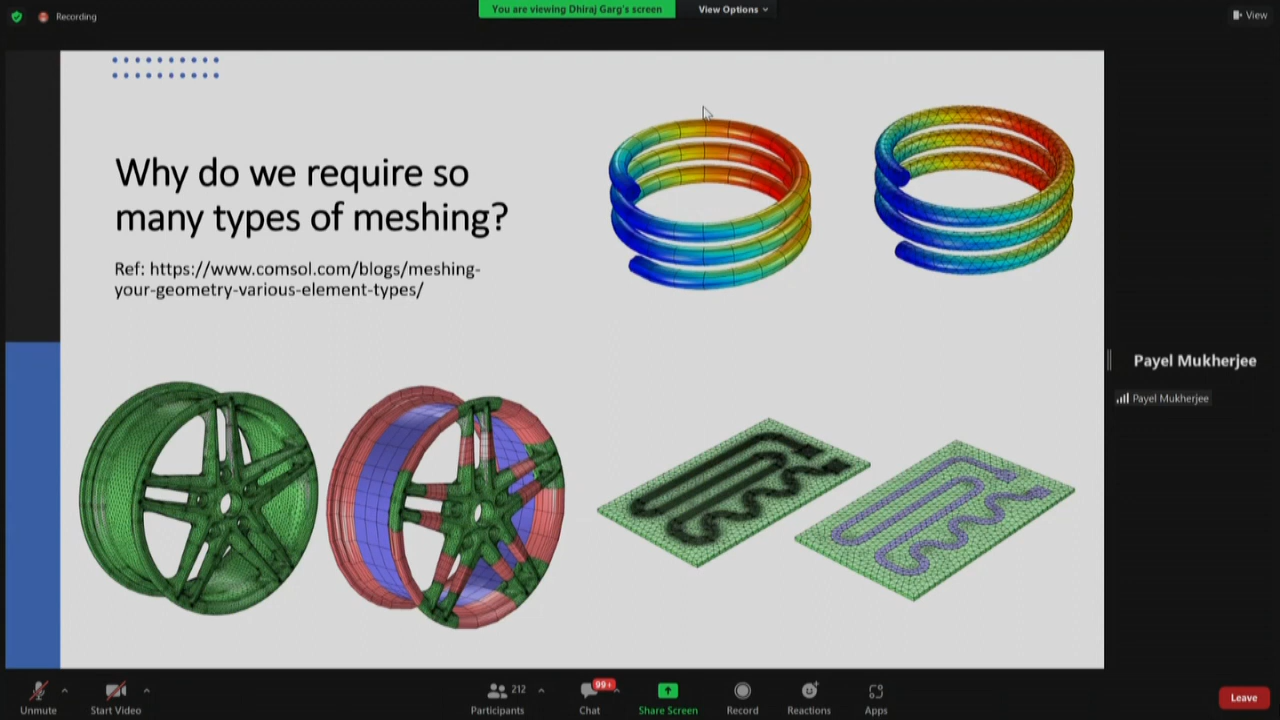 Recording
You are viewing Dhiraj Garg's screen
View Options
View
Why do we require so
many types of meshing?
Ref: https://www.comsol.com/blogs/meshing-
your-geometry-various-element-types/
Payel Mukherjee
Payel Mukherjee
Unmute
Start Video
212
Participants
99+
Chat
Share Screen
Record
Reactions
Apps
Leave